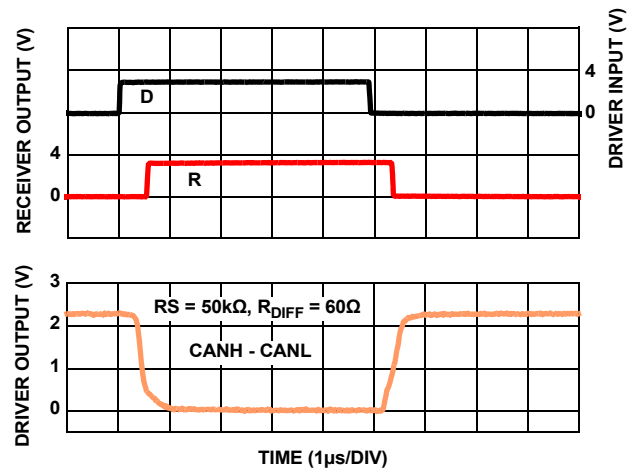 RECEIVER OUTPUT (V)
4
0
D
R
4
0
DRIVER INPUT (V)
DRIVER OUTPUT (V)
3
2
1
0
RS = 50kΩ, RDIFF = 60Ω
CANH - CANL
TIME (1µs/DIV)